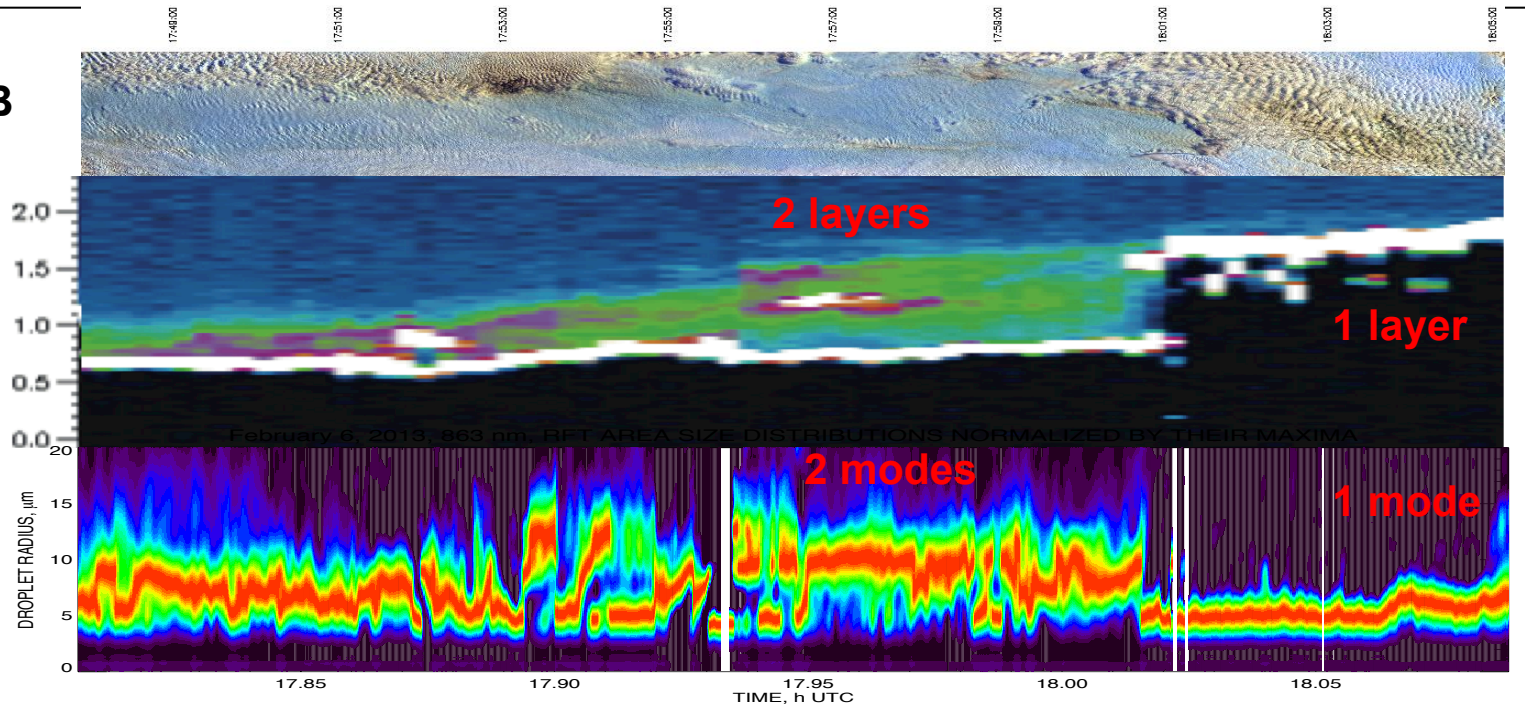 17:49:00 17:51:00 17:53:00 17:55:00 17:57:00 17:59:00 18:01:00 18:03:00 18:05:00
2 layers
2.0
1.5
1.0
1 layer
0.5
0.0
February 6, 2013, 863 nm, RFT AREA SIZE DISTRIBUTIONS NORMALIZED BY THEIR MAXIMA
20
2 modes
15
1 mode
10
DROPLET RADIUS, μm
5
0
17.85 17.90 17.95 18.00 18.05
TIME, h UTC